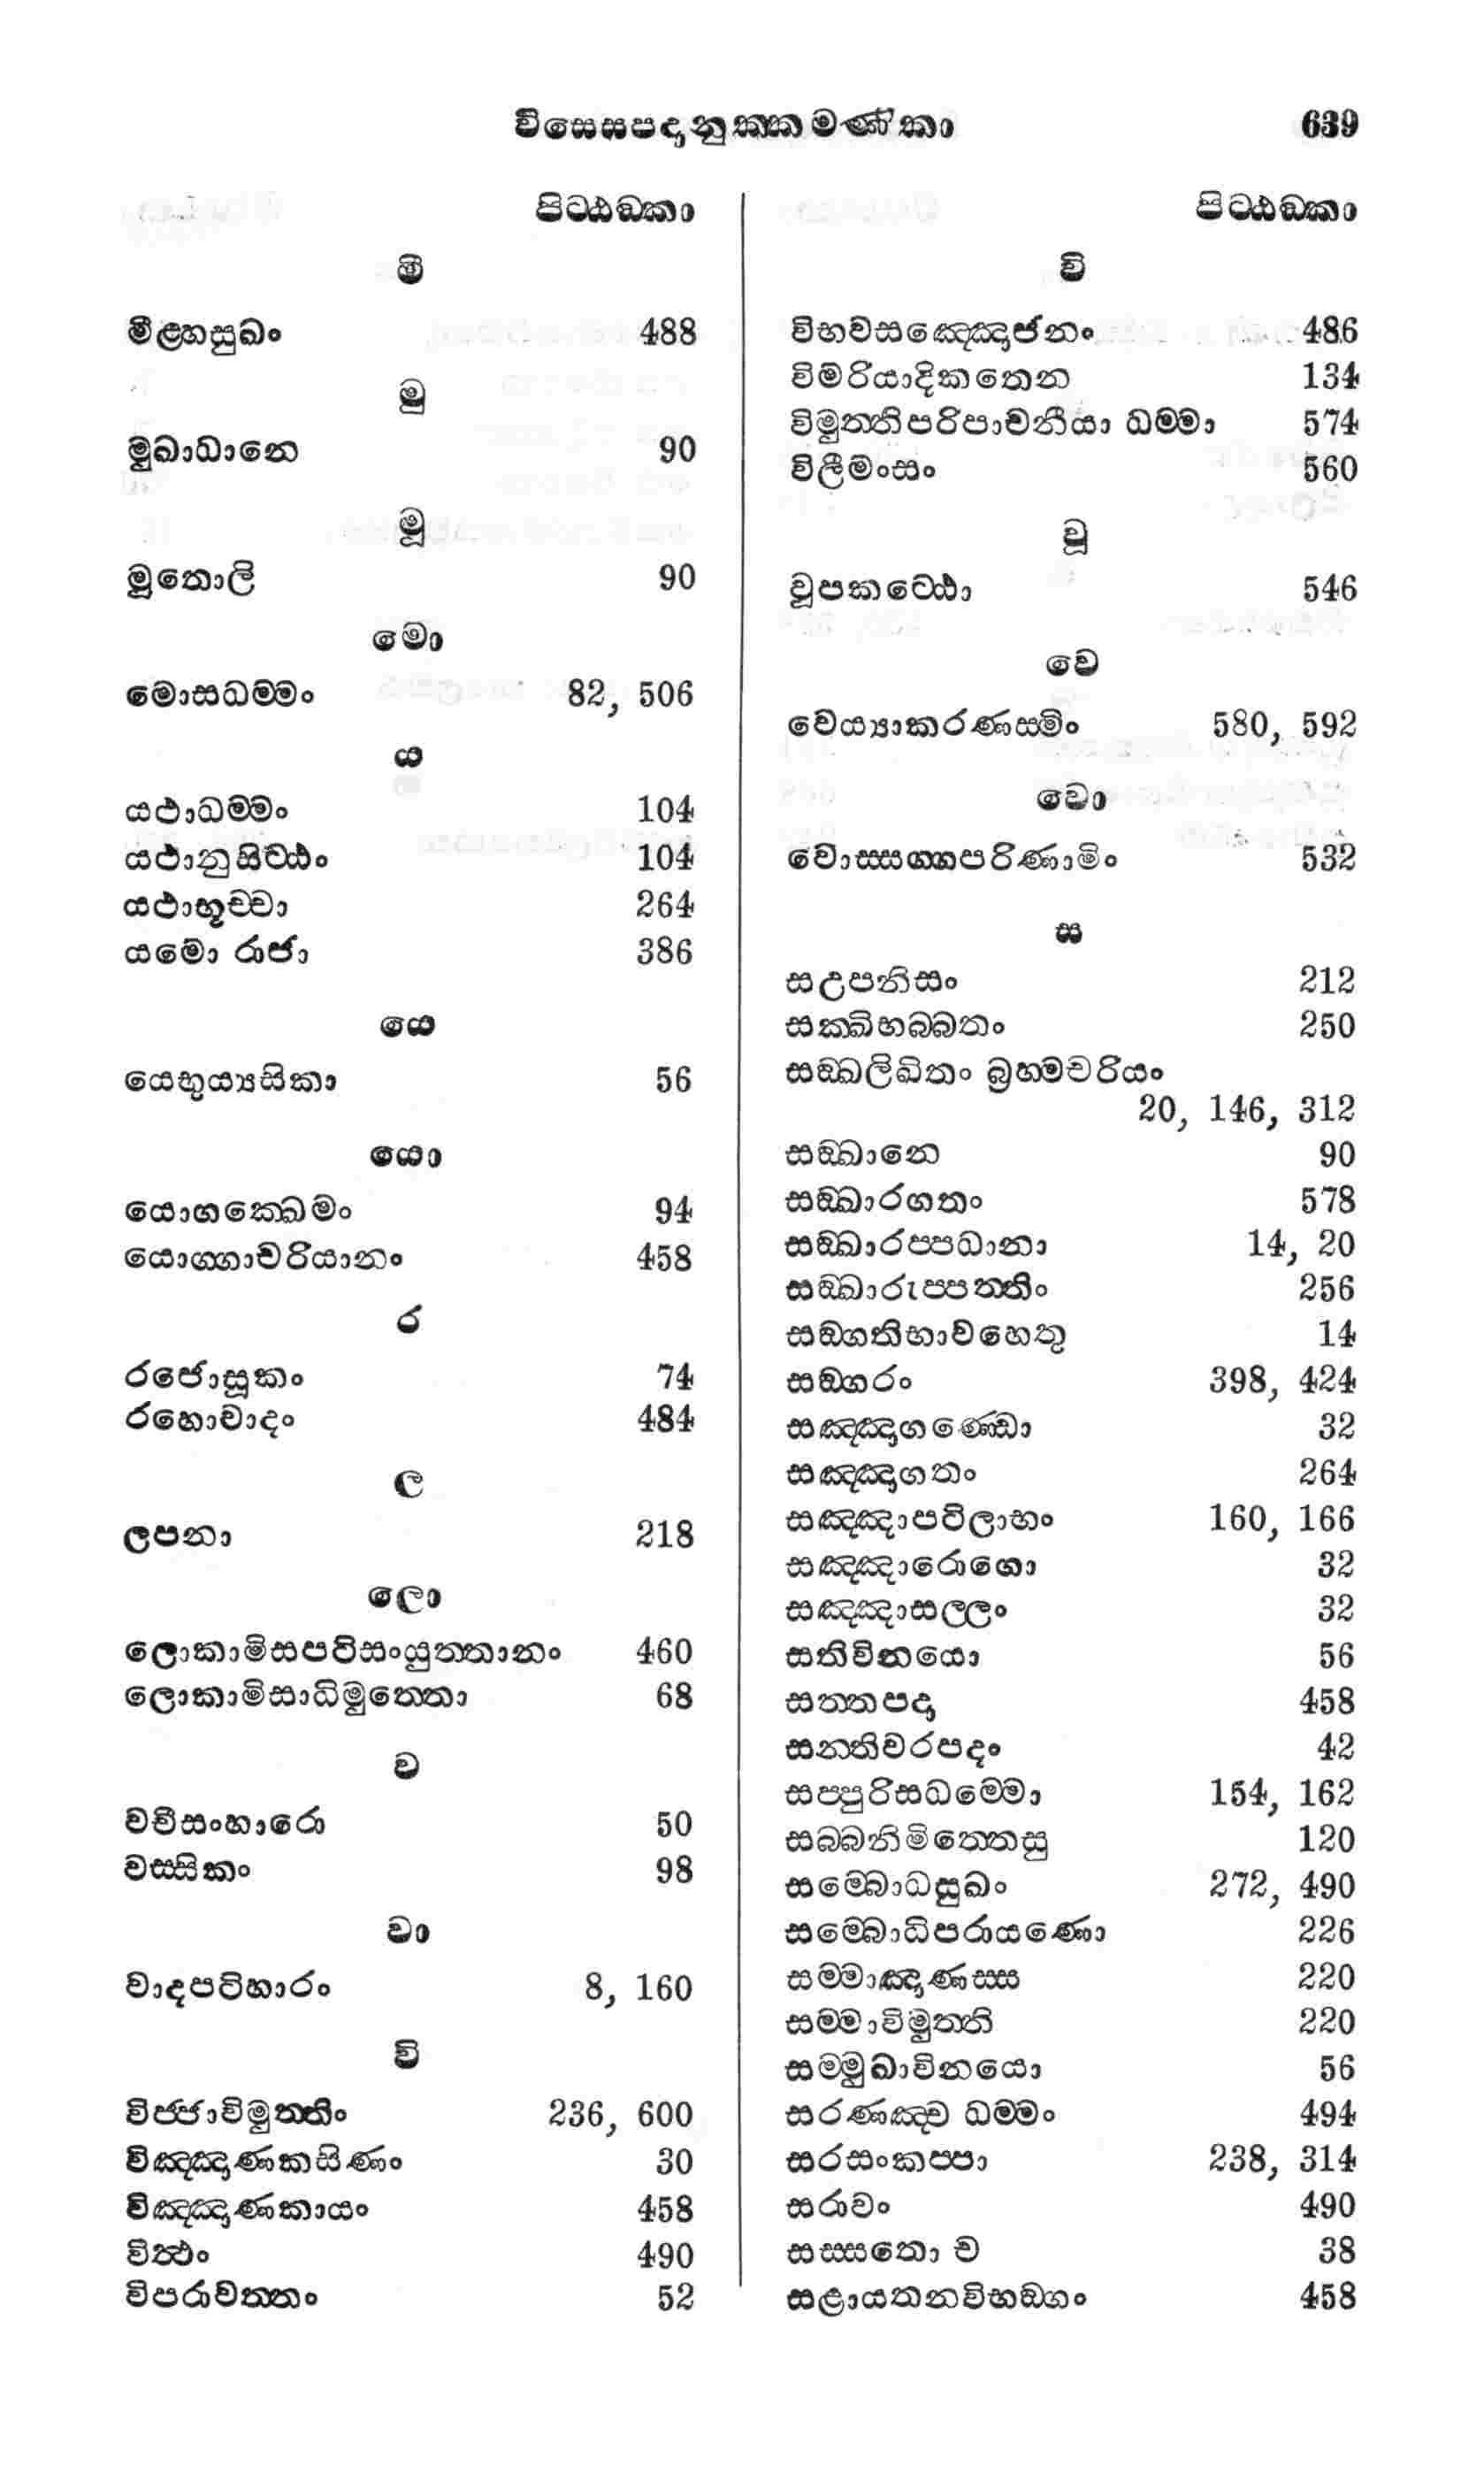 විසෙසපදානුක්කමණිකා 639
පිට්ඨඞ්කා
මී
මීළ්හසුඛං 488
මු
මුඛාධානෙ 90
මූ
මූතොලි 90
මො
මොසධම්මං 82, 506
ය
යථාධම්මං 104
යථානුසිට්ඨං 104
යථාභූච්චා 264
යමො රාජා 386
යෙ
යෙභුය්‍යසිකා 56
යො
යොගක්ඛෙමං 94
යොග්ගාචරියානං 458
ර
රජොසූකං 74
රහොවාදං 484
ල
ලපනා 218
ලො
ලොකාමිසපටිසංයුත්තානං 460
ලොකාමිසාධිමුත්තො 68
ව
වචීසංහාරො 50
වස්සිකං 98
වා
වාදපටිහාරං 8, 160
වි
විජ්ජාවිමුත්තිං 236, 600
විඤ්ඤාණකසිණං 30
විඤ්ඤාණකායං 458
විත්‍ථං 490
විපරාවත්තං 52
පිට්ඨඞ්කා
වි
විභවසඤ්ඤොජනං 486
විමරියාදිකතෙන 134
විමුත්තිපරිපාචනීයා ධම්මා 574
විලීමංසං 560
වූ
වූපකට්ඨො 546
වෙ
වෙය්‍යාකරණස්මිං 580, 592
වො
වොස්සග්ගපරිණාමිං 532
ස
සඋපනිසං 212
සක්ඛිභබ්බතං 250
සඞ්ඛලිඛිතං බ්‍රහ්මචරියං
20, 146, 312
සඞ්ඛානෙ 90
සඞ්ඛාරගතං 578
සඞ්ඛාරප්පධානා 14, 20
සඞ්ඛාරුප්පත්තිං 256
සඞ්ගතිභාවහෙතු 14
සඞ්ගරං 398, 424
සඤ්ඤාගණ්ඩො 32
සඤ්ඤාගතං 264
සඤ්ඤාපටිලාභං 160, 166
සඤ්ඤාරොගො 32
සඤ්ඤාසල්ලං 32
සතිවිනයො 56
සත්තපදා 458
සන්තිවරපදං 42
සප්පුරිසධම්මො 154, 162
සබ්බනිමිත්තෙසු 120
සම්බොධසුඛං 272, 490
සම්බොධිපරායණො 226
සම්මාඤාණස්ස 220
සම්මාවිමුත්ති 220
සම්මුඛාවිනයො 56
සරණඤ්ච ධම්මං 494
සරසංකප්පා 238, 314
සරාවං 490
සස්සතො ච 38
සළායතනවිභඞ්ගං 458